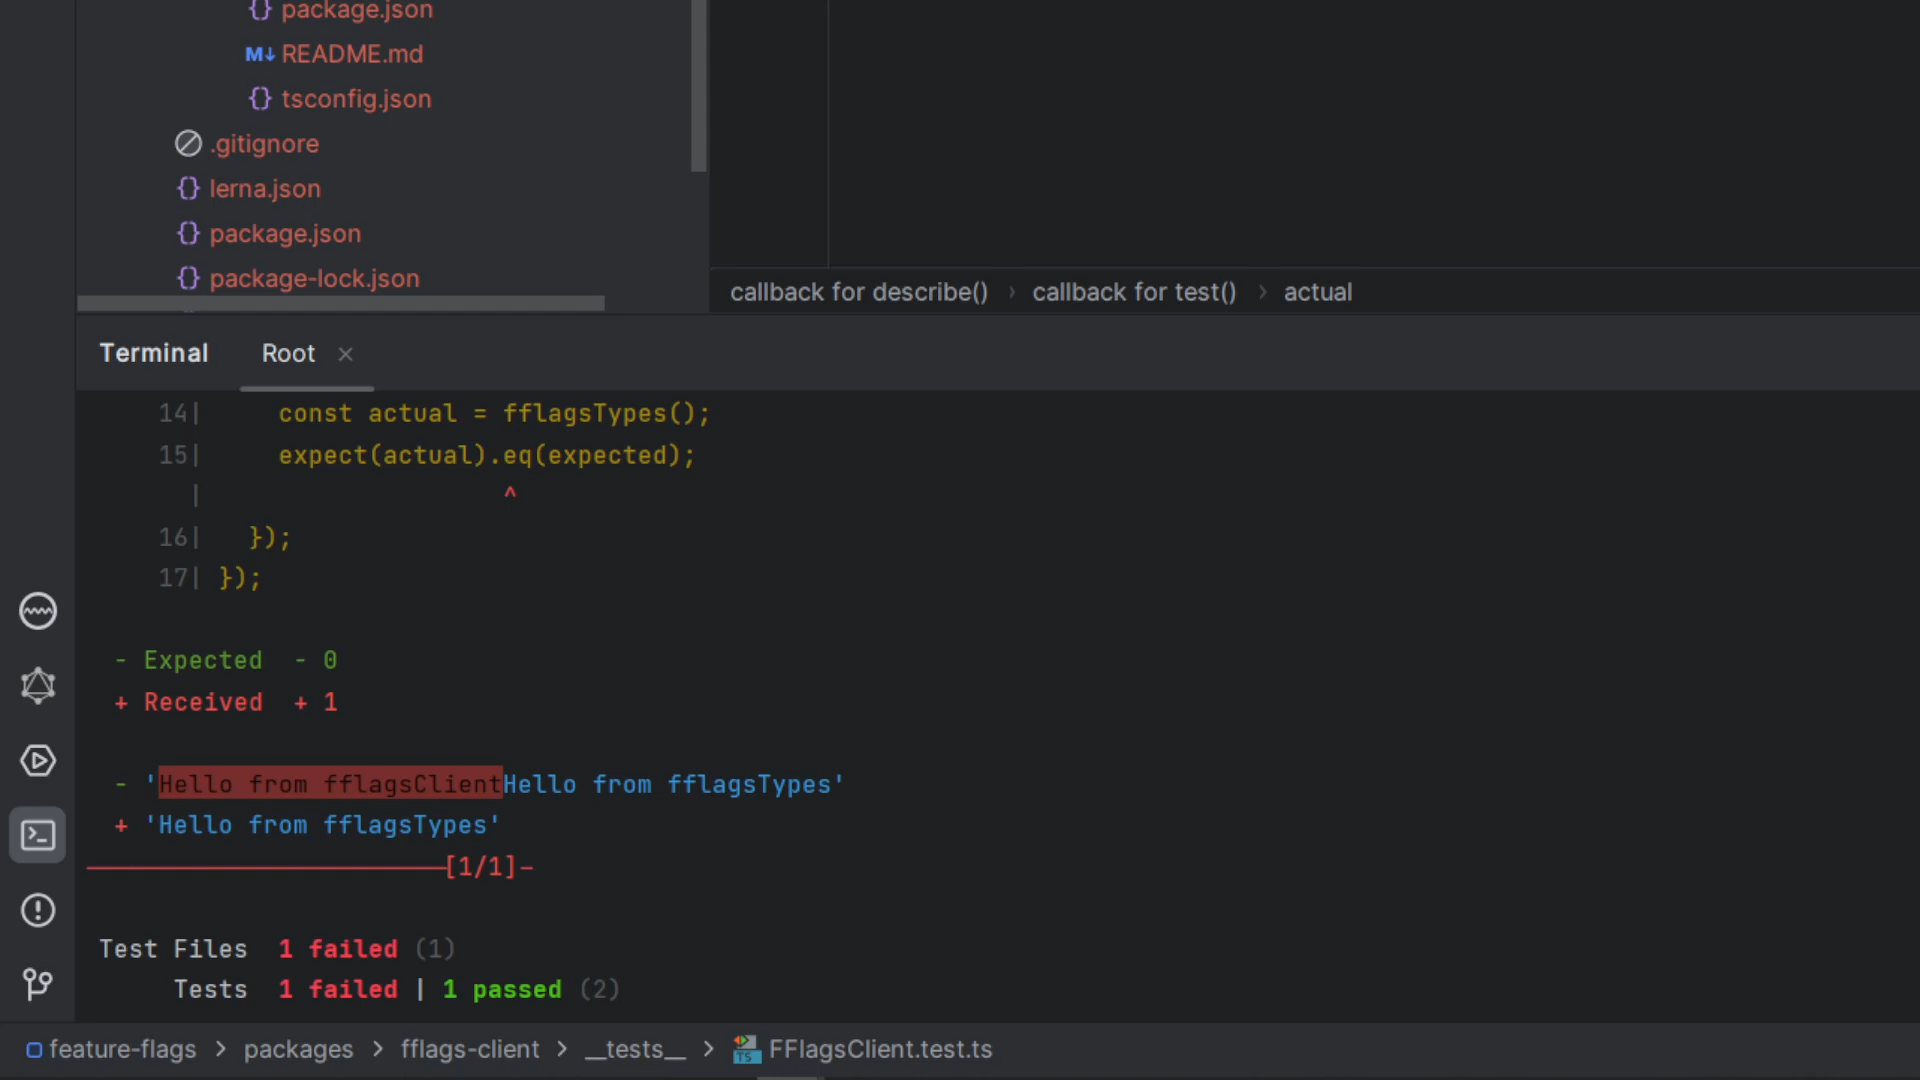 package.json
README.md
tsconfig.json
.gitignore
lerna.json
package.json
package-lock.json
callback for describe() › callback for test() › actual
Terminal Root ×
14| const actual = fflagsTypes();
15| expect(actual).eq(expected);
| ^
16| });
17| });
- Expected - 0
+ Received + 1
- 'Hello from fflagsClientHello from fflagsTypes'
+ 'Hello from fflagsTypes'
[1/1]
Test Files 1 failed (1)
Tests 1 failed | 1 passed (2)
feature-flags > packages > fflags-client > __tests__ > FFlagsClient.test.ts